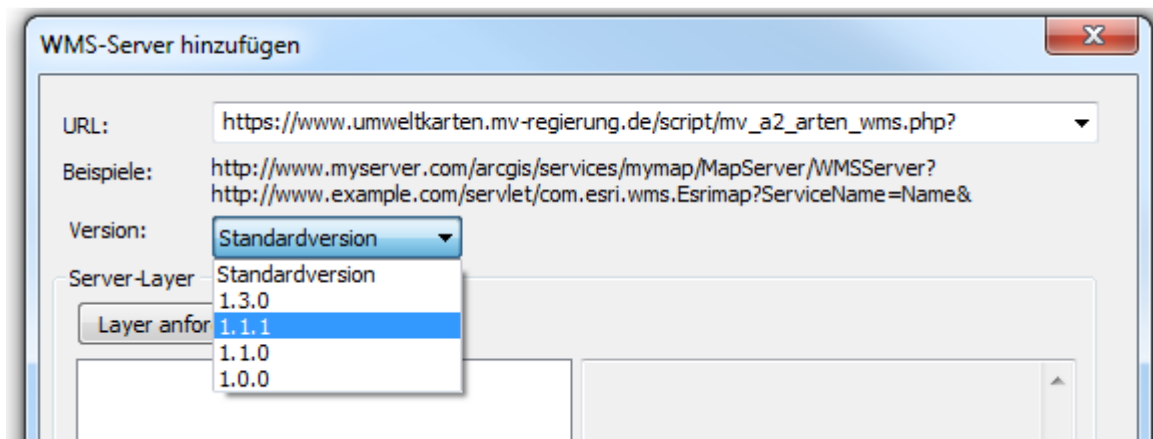 WMS-Server hinzufügen
URL: https://www.umweltkarten.mv-regierung.de/script/mv_a2_arten_wms.php?
Beispiele: http://www.myserver.com/arcgis/services/mymap/MapServer/WMSServer?
http://www.example.com/servlet/com.esri.wms.Esrimap?ServiceName=Name&
Version: Standardversion
Server-Layer Standardversion
1.3.0
Layer anfor 1.1.1
1.1.0
1.0.0